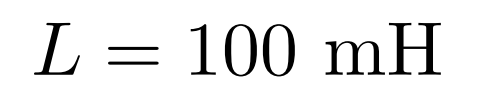 L = 100 mH